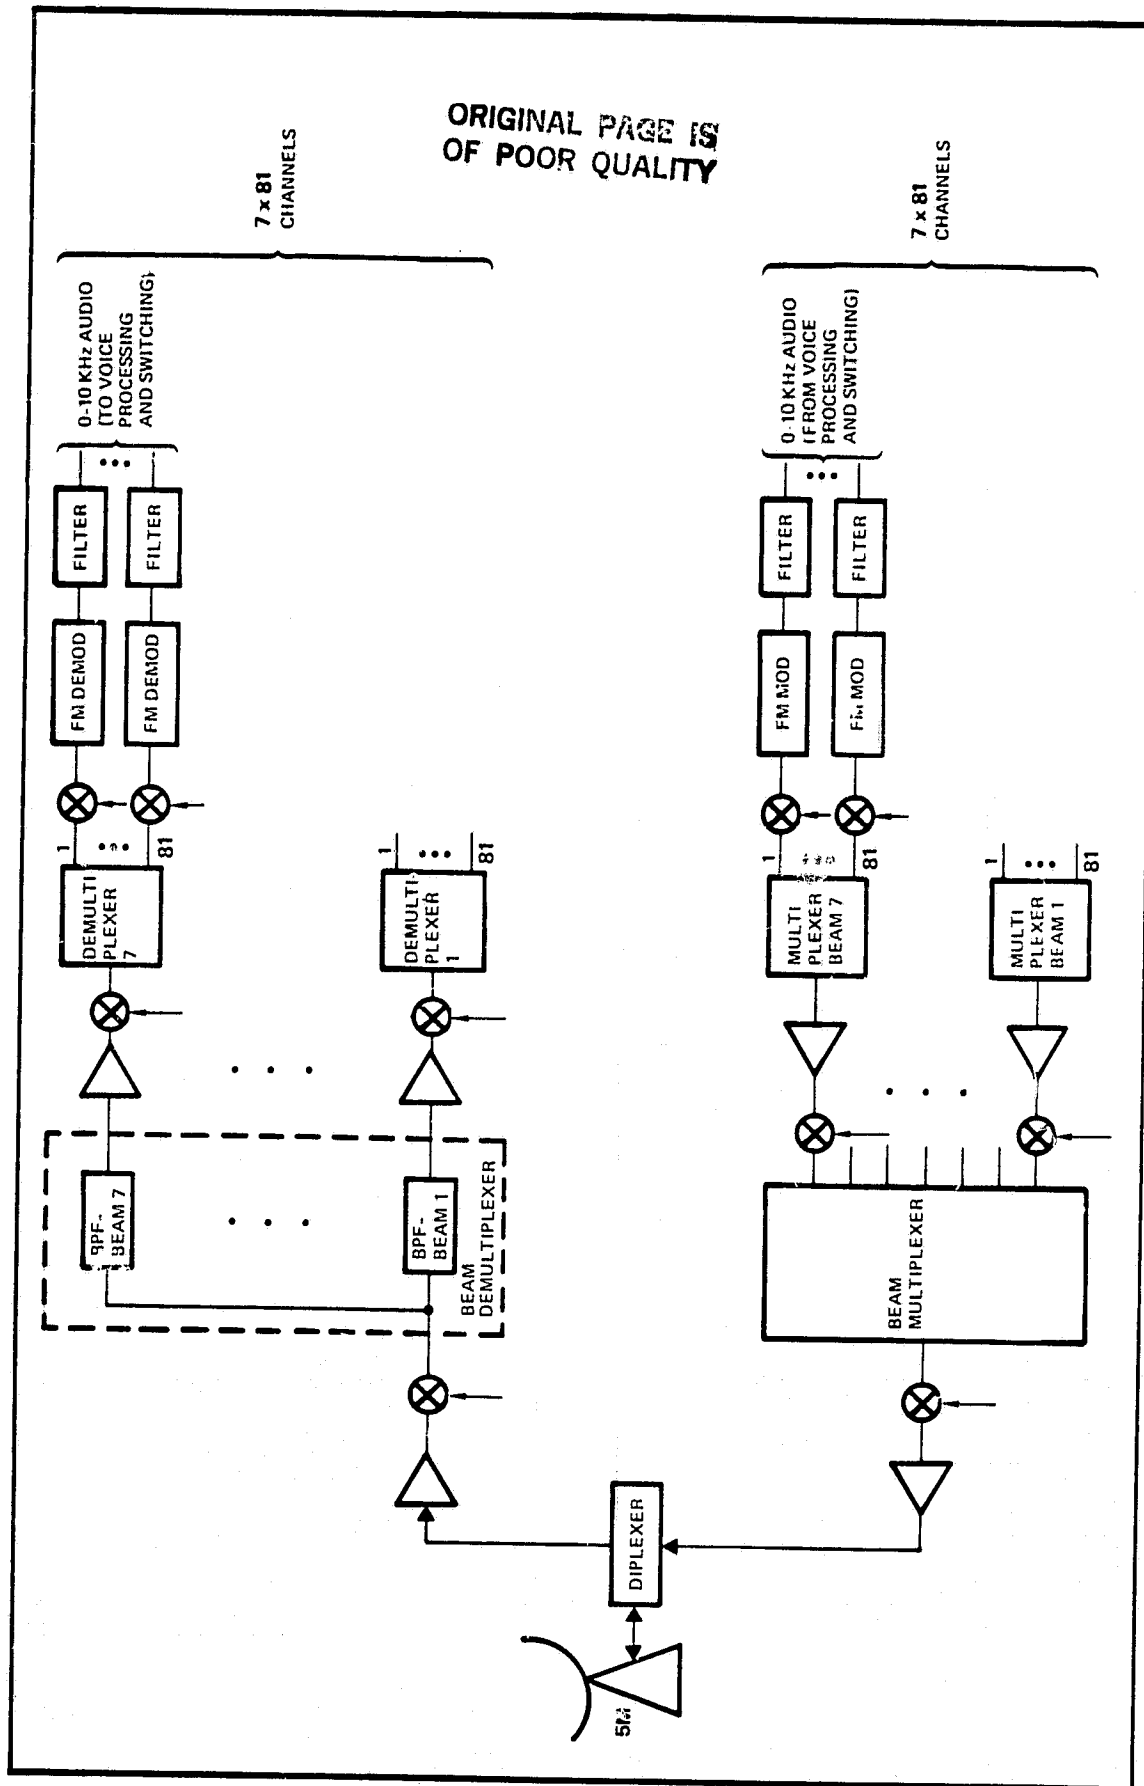 ORIGINAL PAGE IS
OF POOR QUALITY
5M
DIPLEXER
BEAM
DEMULTIPLEXER
BPF-
BEAM 7
BPF-
BEAM 1
DEMULTI
PLEXER
7
1
81
DEMULTI-
PLEXER
1
1
81
FM DEMOD
FM DEMOD
FILTER
FILTER
0-10 KHz AUDIO
(TO VOICE
PROCESSING
AND SWITCHING)
7 x 81
CHANNELS
BEAM
MULTIPLEXER
MULTI
PLEXER
BEAM 7
1
81
MULTI
PLEXER
BEAM 1
1
81
FM MOD
FM MOD
FILTER
FILTER
0-10 KHz AUDIO
(FROM VOICE
PROCESSING
AND SWITCHING)
7 x 81
CHANNELS